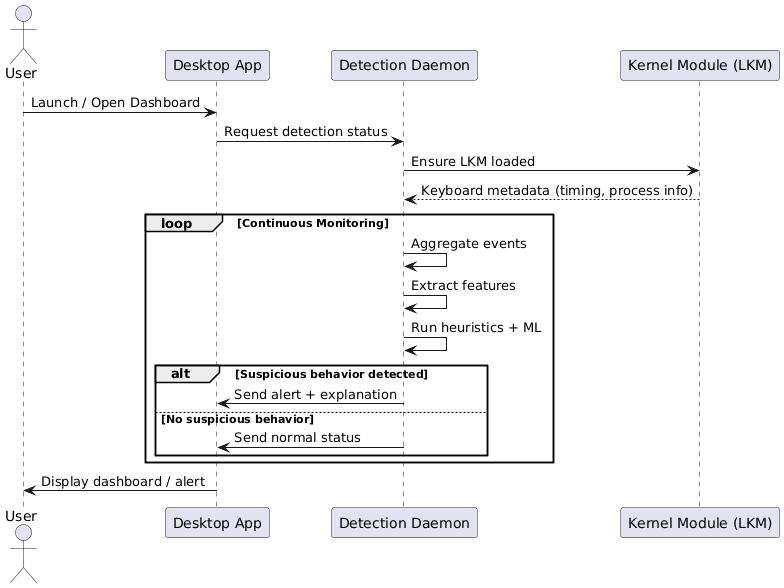 User
Desktop App
Detection Daemon
Kernel Module (LKM)
Launch / Open Dashboard
Request detection status
Ensure LKM loaded
Keyboard metadata (timing, process info)
loop
[Continuous Monitoring]
Aggregate events
Extract features
Run heuristics + ML
alt
[Suspicious behavior detected]
Send alert + explanation
[No suspicious behavior]
Send normal status
Display dashboard / alert
User
Desktop App
Detection Daemon
Kernel Module (LKM)